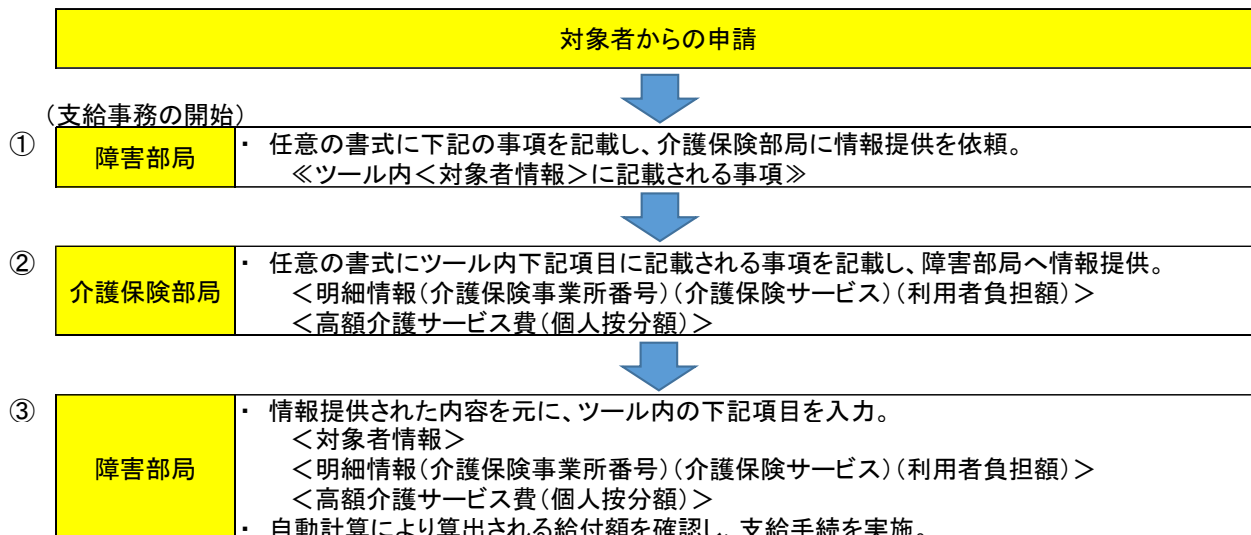 対象者からの申請
（支給事務の開始）
①
障害部局
・ 任意の書式に下記の事項を記載し、介護保険部局に情報提供を依頼。
≪ツール内＜対象者情報＞に記載される事項≫
②
介護保険部局
・ 任意の書式にツール内下記項目に記載される事項を記載し、障害部局へ情報提供。
＜明細情報（介護保険事業所番号）（介護保険サービス）（利用者負担額）＞
＜高額介護サービス費（個人按分額）＞
③
障害部局
・ 情報提供された内容を元に、ツール内の下記項目を入力。
＜対象者情報＞
＜明細情報（介護保険事業所番号）（介護保険サービス）（利用者負担額）＞
＜高額介護サービス費（個人按分額）＞
・ 自動計算により算出される給付額を確認し、支給手続を実施。